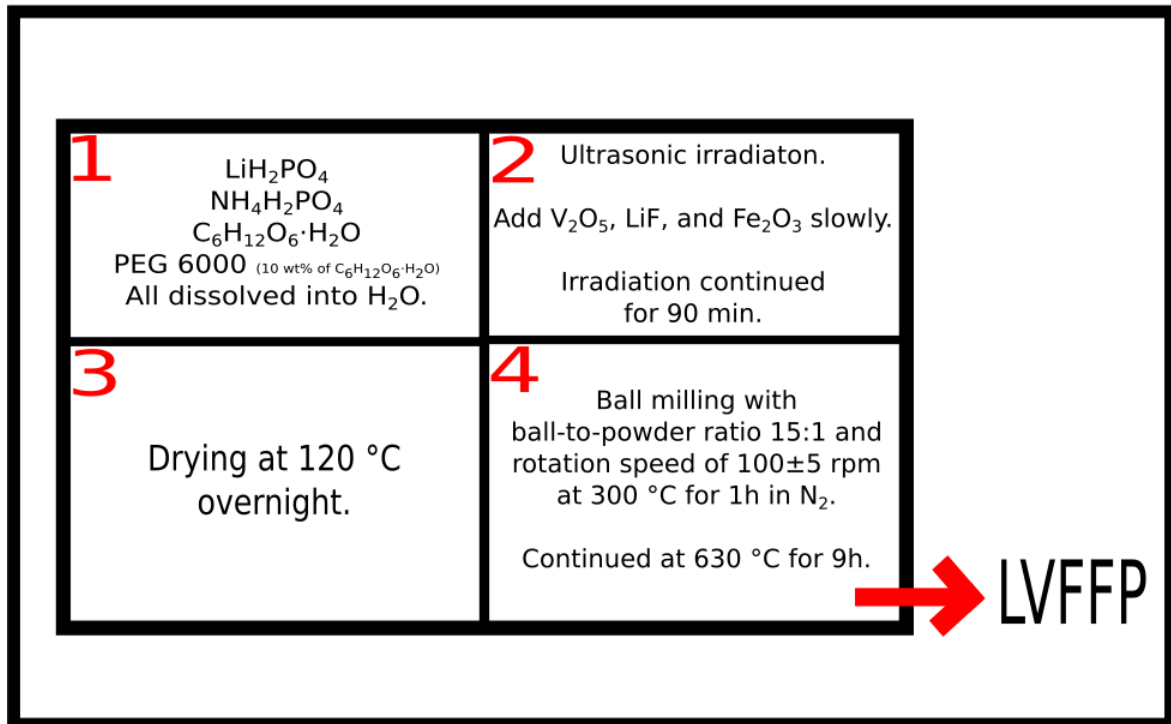 1
LiH₂PO₄
NH₄H₂PO₄
C₆H₁₂O₆·H₂O
PEG 6000 (10 wt% of C₆H₁₂O₆·H₂O)
All dissolved into H₂O.
2
Ultrasonic irradiaton.
Add V₂O₅, LiF, and Fe₂O₃ slowly.
Irradiation continued
for 90 min.
3
Drying at 120 °C
overnight.
4
Ball milling with
ball-to-powder ratio 15:1 and
rotation speed of 100±5 rpm
at 300 °C for 1h in N₂.
Continued at 630 °C for 9h.
LVFFP